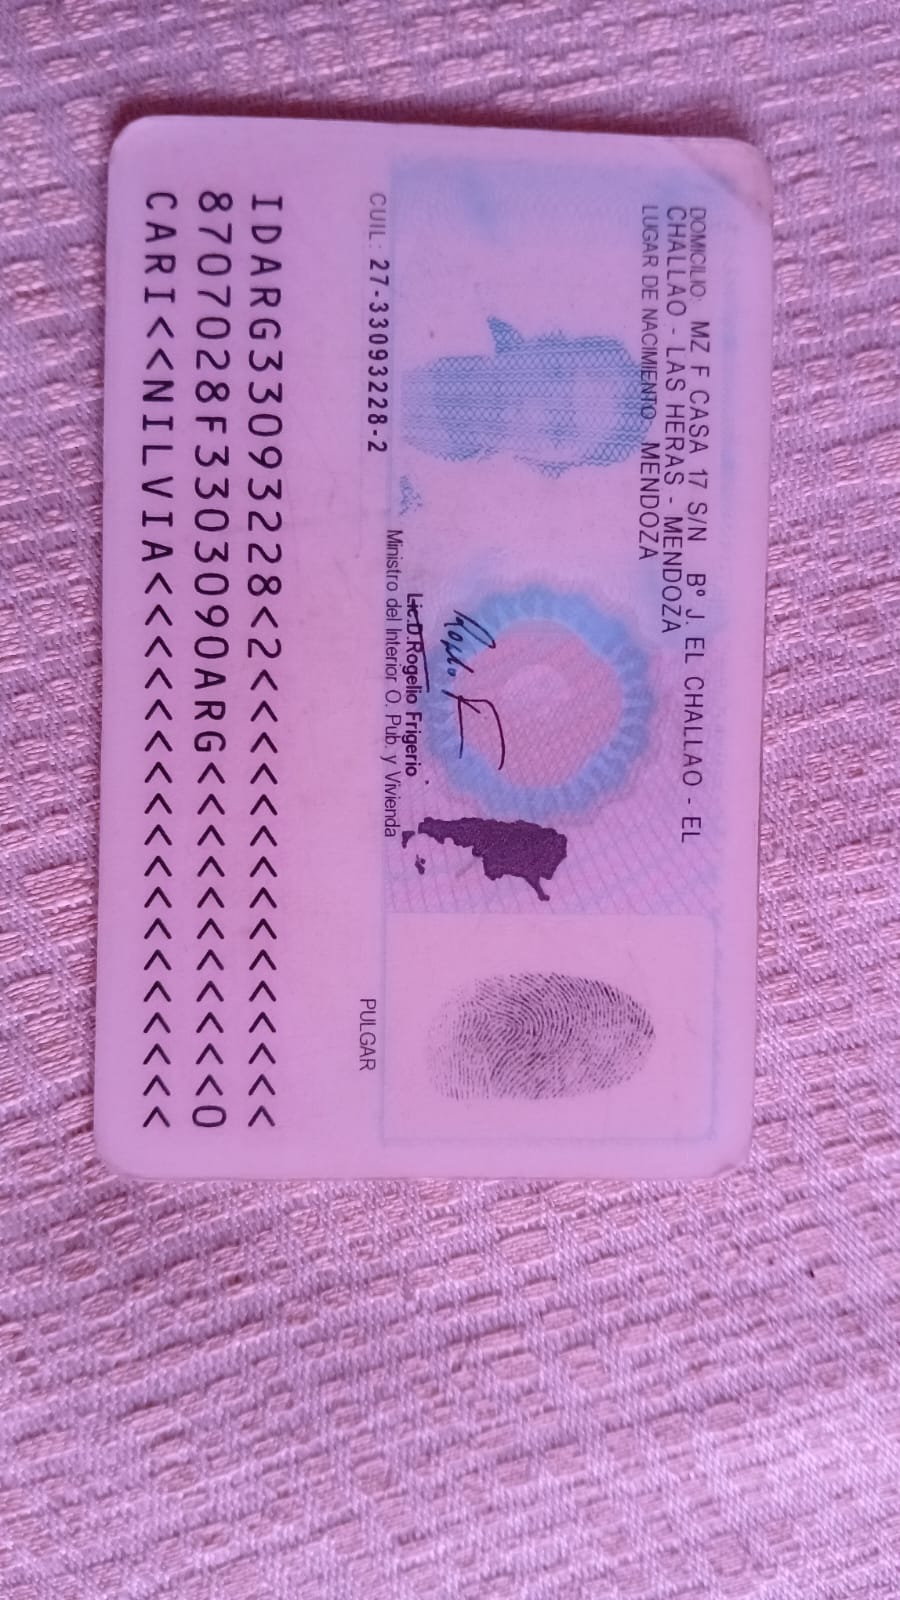 DOMICILIO: MZ F CASA 17 S/N Bº J. EL CHALLAO - EL
CHALLAO - LAS HERAS - MENDOZA
LUGAR DE NACIMIENTO: MENDOZA
Lic.D.Rogelio Frigerio
Ministro del Interior O. Pub. y Vivienda
CUIL: 27-33093228-2
PULGAR
IDARG33093228<2<<<<<<<<<<<<<<<
8707028F3303090ARG<<<<<<<<<<<0
CARI<<NILVIA<<<<<<<<<<<<<<<<<<